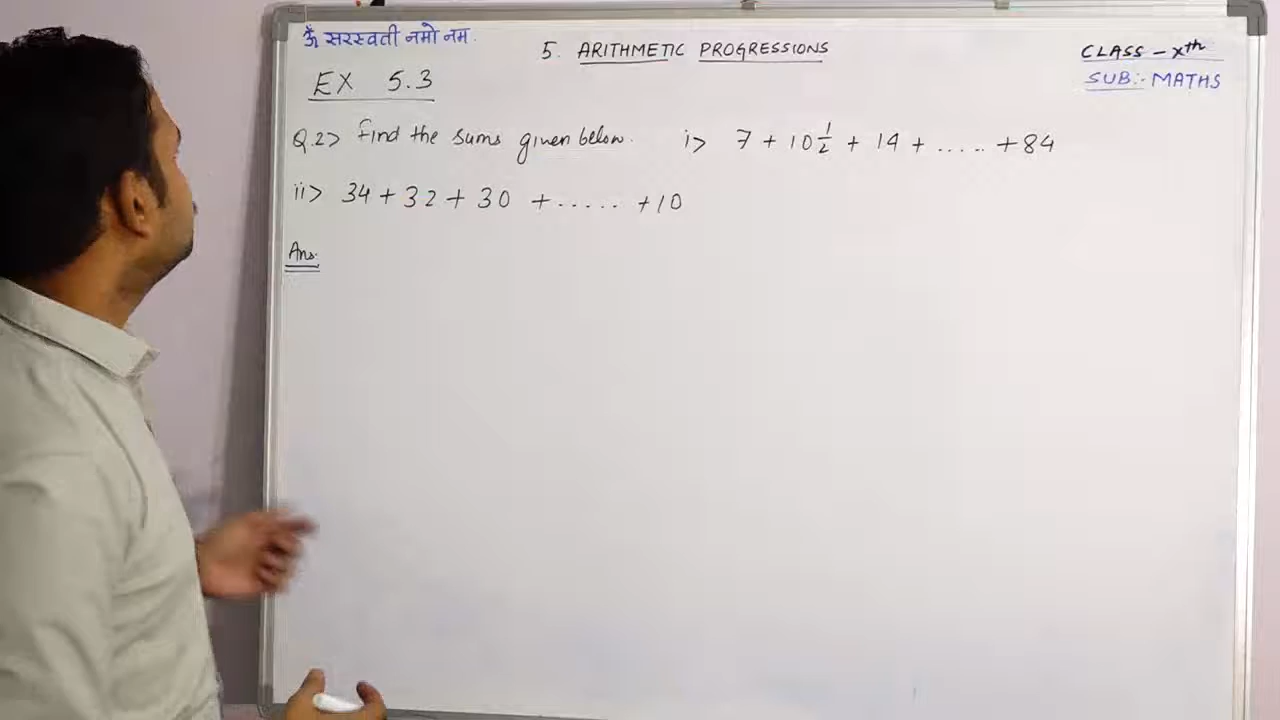 ॐ सरस्वती नमो नम.
5. ARITHMETIC PROGRESSIONS
CLASS - Xth
SUB:- MATHS
EX 5.3
Q.2> Find the sums given below. i> 7 + 10 1/2 + 14 + ..... + 84
ii> 34 + 32 + 30 + ..... + 10
Ans.